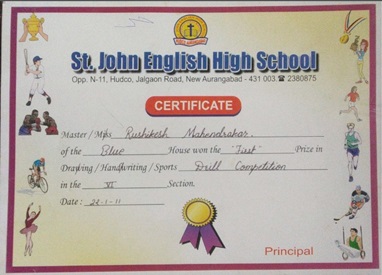 St. John English High School
Opp. N-11, Hudco, Jalgaon Road, New Aurangabad - 431 003. ☎ 2380875
CERTIFICATE
Master / Miss Rushikesh Mahendrakar.
of the Blue House won the "First" Prize in
Drawing / Handwriting / Sports Drill Competition
in the VI Section.
Date : 26-1-11
Principal